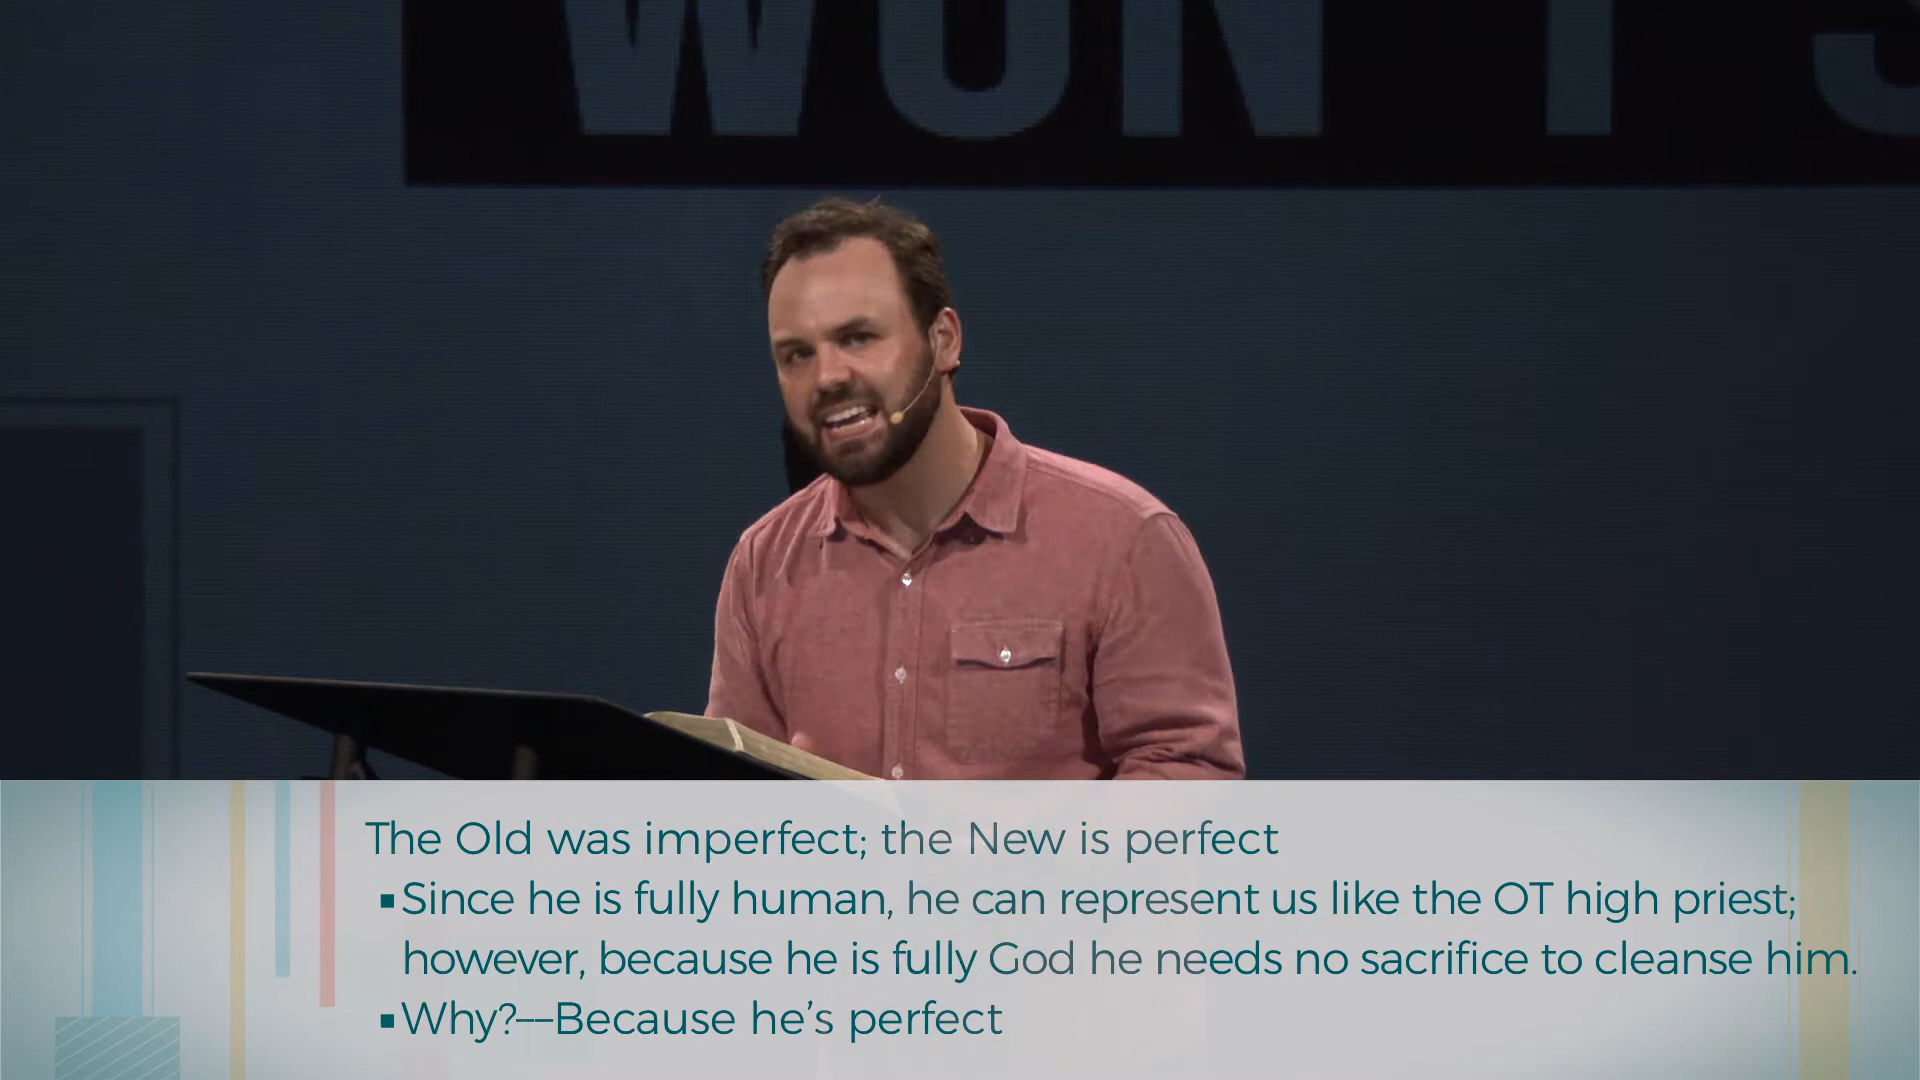 WON'T S
The Old was imperfect; the New is perfect
▪Since he is fully human, he can represent us like the OT high priest;
however, because he is fully God he needs no sacrifice to cleanse him.
▪Why?––Because he’s perfect